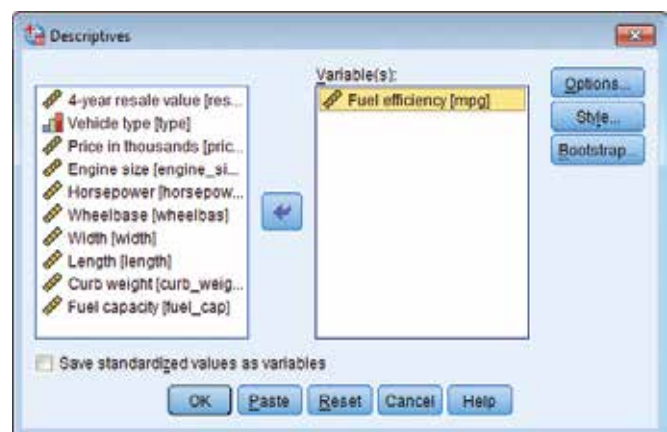 Descriptives
Variable(s):
4-year resale value [res...
Vehicle type [type]
Price in thousands [pric...
Engine size [engine_si...
Horsepower [horsepow...
Wheelbase [wheelbas]
Width [width]
Length [length]
Curb weight [curb_weig...
Fuel capacity [fuel_cap]
Fuel efficiency [mpg]
Options...
Style...
Bootstrap...
Save standardized values as variables
OK
Paste
Reset
Cancel
Help